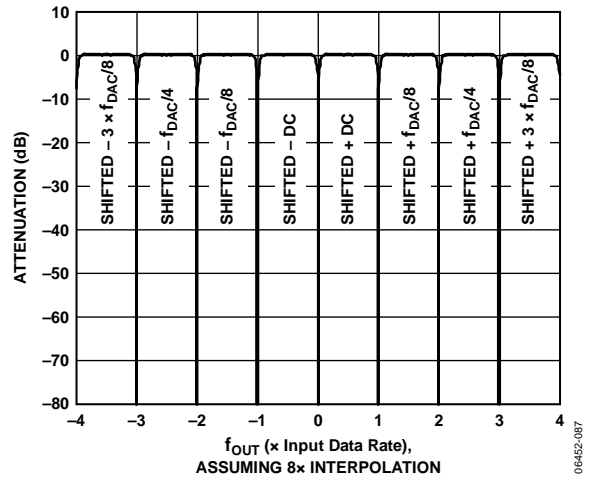 10
0
–10
–20
–30
–40
–50
–60
–70
–80
ATTENUATION (dB)
SHIFTED – 3 × fDAC/8
SHIFTED – fDAC/4
SHIFTED – fDAC/8
SHIFTED – DC
SHIFTED + DC
SHIFTED + fDAC/8
SHIFTED + fDAC/4
SHIFTED + 3 × fDAC/8
–4 –3 –2 –1 0 1 2 3 4
fOUT (× Input Data Rate),
ASSUMING 8× INTERPOLATION
06452-087